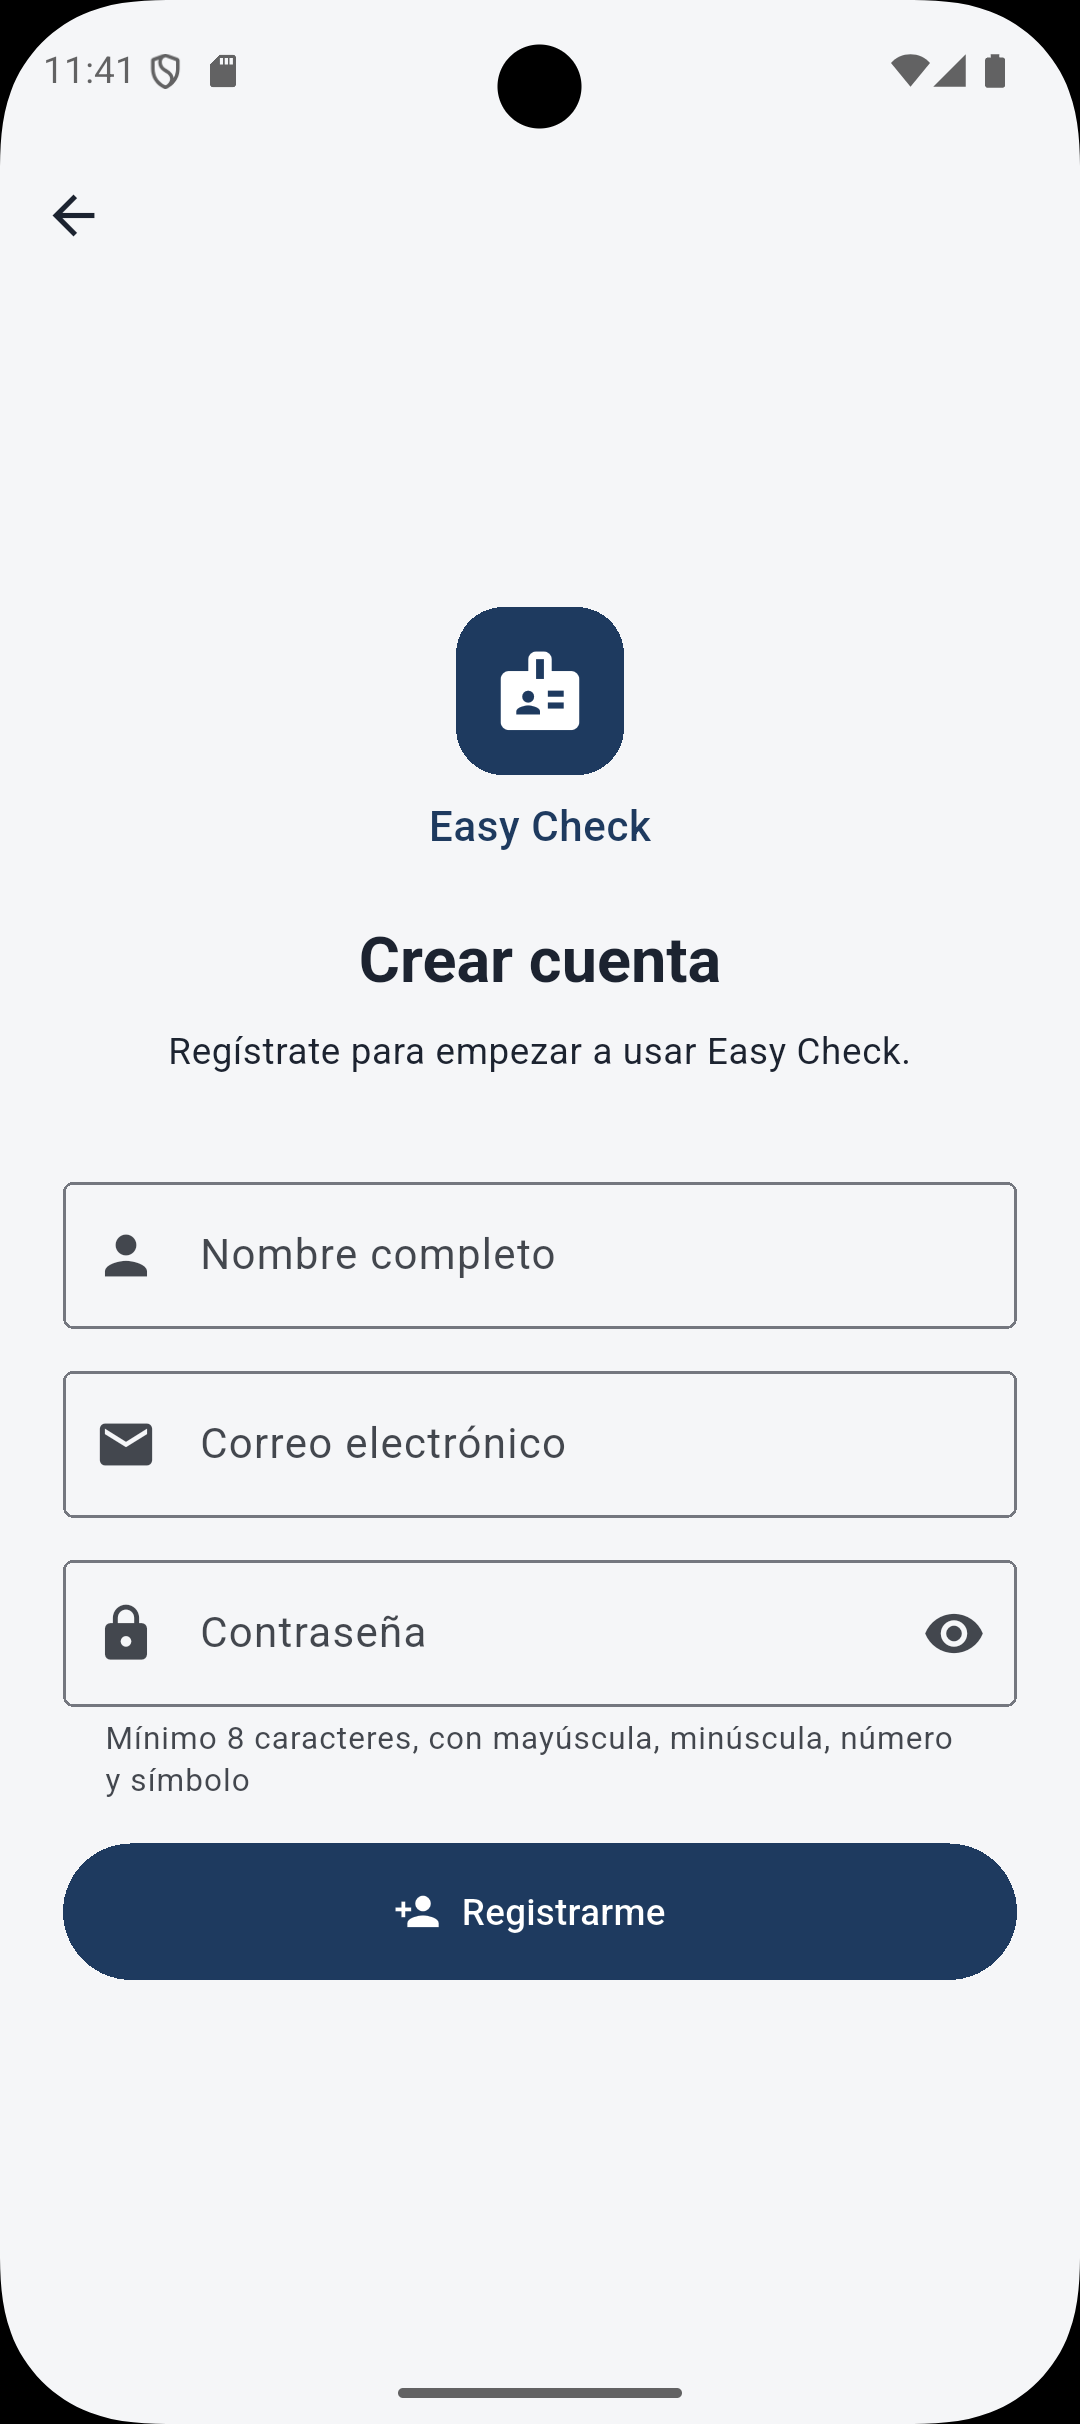 11:41
Easy Check
Crear cuenta
Regístrate para empezar a usar Easy Check.
Nombre completo
Correo electrónico
Contraseña
Mínimo 8 caracteres, con mayúscula, minúscula, número
y símbolo
Registrarme